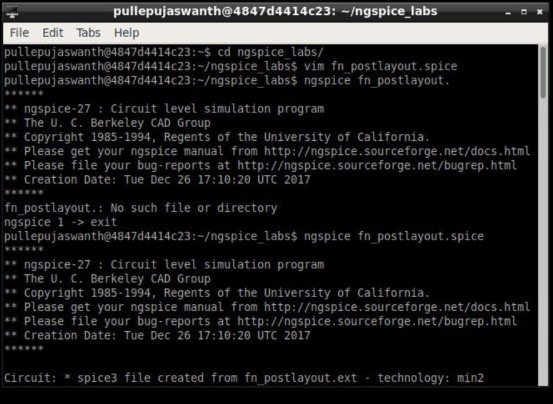 pullepujaswanth@4847d4414c23: ~/ngspice_labs
File Edit Tabs Help
pullepujaswanth@4847d4414c23:~$ cd ngspice_labs/
pullepujaswanth@4847d4414c23:~/ngspice_labs$ vim fn_postlayout.spice
pullepujaswanth@4847d4414c23:~/ngspice_labs$ ngspice fn_postlayout.
******
** ngspice-27 : Circuit level simulation program
** The U. C. Berkeley CAD Group
** Copyright 1985-1994, Regents of the University of California.
** Please get your ngspice manual from http://ngspice.sourceforge.net/docs.html
** Please file your bug-reports at http://ngspice.sourceforge.net/bugrep.html
** Creation Date: Tue Dec 26 17:10:20 UTC 2017
******
fn_postlayout.: No such file or directory
ngspice 1 -> exit
pullepujaswanth@4847d4414c23:~/ngspice_labs$ ngspice fn_postlayout.spice
******
** ngspice-27 : Circuit level simulation program
** The U. C. Berkeley CAD Group
** Copyright 1985-1994, Regents of the University of California.
** Please get your ngspice manual from http://ngspice.sourceforge.net/docs.html
** Please file your bug-reports at http://ngspice.sourceforge.net/bugrep.html
** Creation Date: Tue Dec 26 17:10:20 UTC 2017
******
Circuit: * spice3 file created from fn_postlayout.ext - technology: min2